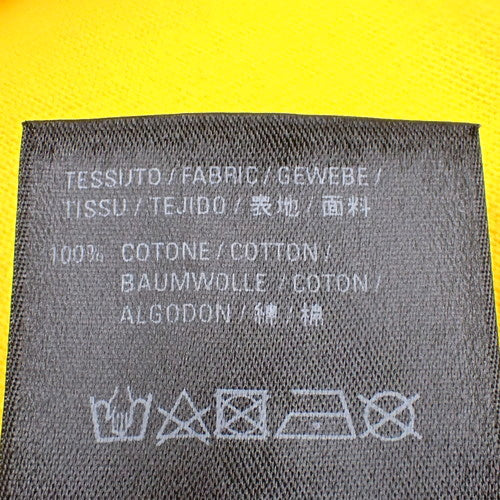 TESSUTO / FABRIC / GEWEBE /
TISSU / TEJIDO / 表地 / 面料
100% COTONE / COTTON /
BAUMWOLLE / COTON /
ALGODON / 綿 / 棉